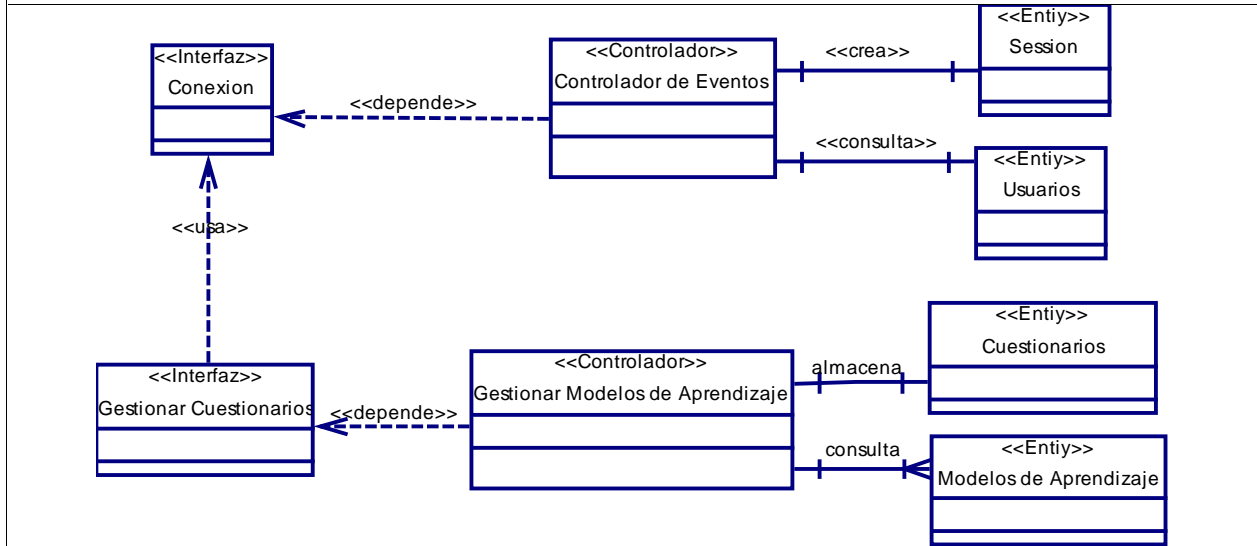 <<Interfaz>>
Conexion
<<depende>>
<<Controlador>>
Controlador de Eventos
<<crea>>
<<Entiy>>
Session
<<consulta>>
<<Entiy>>
Usuarios
<<usa>>
<<Interfaz>>
Gestionar Cuestionarios
<<depende>>
<<Controlador>>
Gestionar Modelos de Aprendizaje
almacena
<<Entiy>>
Cuestionarios
consulta
<<Entiy>>
Modelos de Aprendizaje